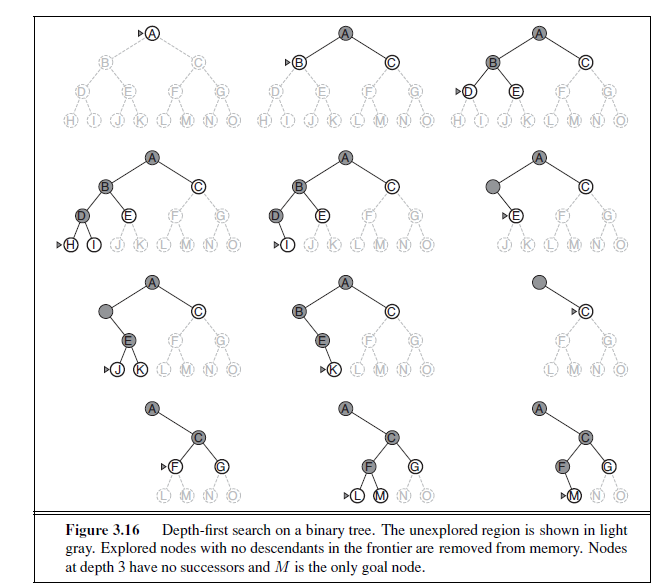 A A A
B C B C B C
D E F G D E F G D E F G
H I J K L M N O H I J K L M N O H I J K L M N O
A A A
B C B C C
D E F G D E F G E F G
H I J K L M N O I J K L M N O J K L M N O
A A
C B C C
E F G E F G F G
J K L M N O K L M N O L M N O
A A A
C C C
F G F G F G
L M N O L M N O M N O
Figure 3.16 Depth-first search on a binary tree. The unexplored region is shown in light
gray. Explored nodes with no descendants in the frontier are removed from memory. Nodes
at depth 3 have no successors and M is the only goal node.